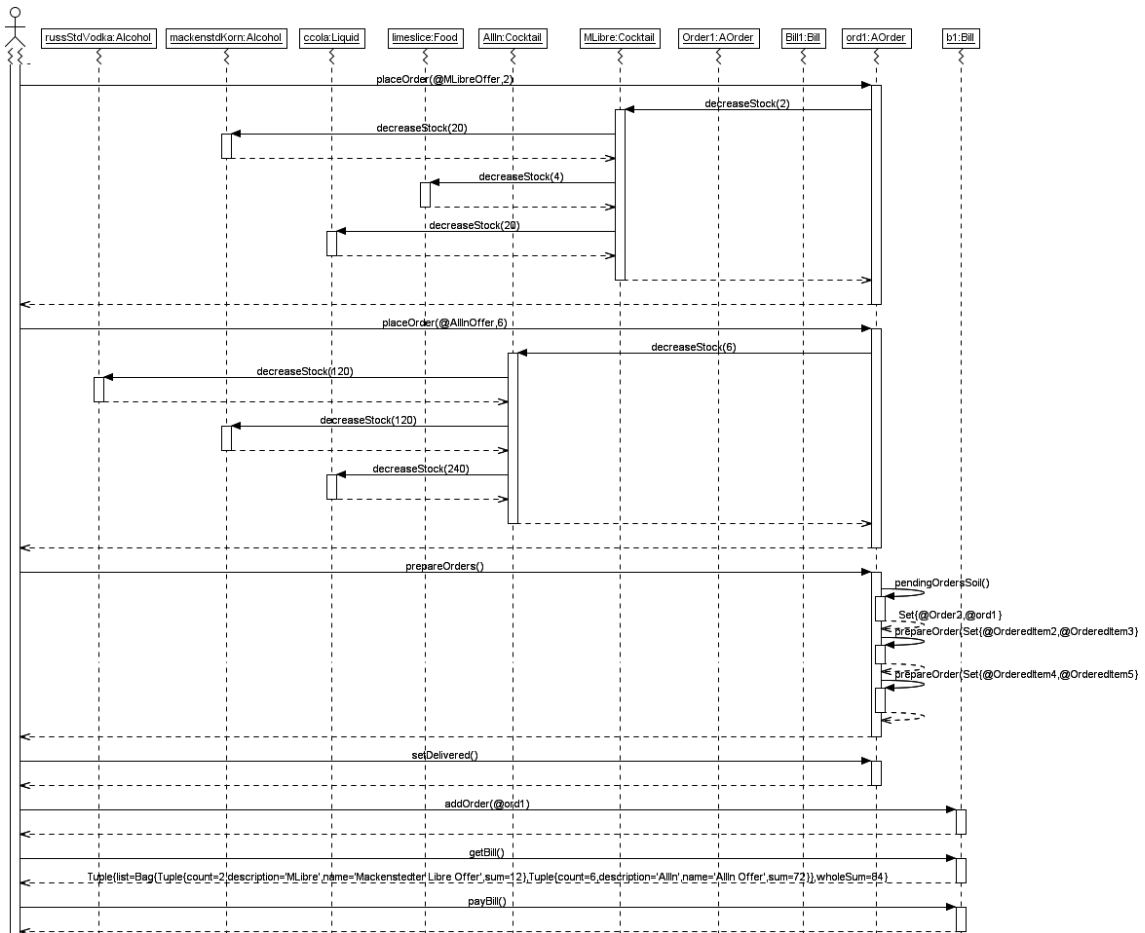 russStdVodka:Alcohol mackenstdKorn:Alcohol ccola:Liquid limeslice:Food AllIn:Cocktail MLibre:Cocktail Order1:AOrder Bill1:Bill ord1:AOrder b1:Bill
placeOrder(@MLibreOffer,2)
decreaseStock(2)
decreaseStock(20)
decreaseStock(4)
decreaseStock(20)
placeOrder(@AllInOffer,6)
decreaseStock(6)
decreaseStock(120)
decreaseStock(120)
decreaseStock(240)
prepareOrders()
pendingOrdersSoil()
Set{@Order2,@ord1}
prepareOrder(Set{@OrderedItem2,@OrderedItem3}
prepareOrder(Set{@OrderedItem4,@OrderedItem5}
setDelivered()
addOrder(@ord1)
getBill()
Tuple{list=Bag{Tuple{count=2,description='MLibre',name='Mackenstedter Libre Offer',sum=12},Tuple{count=6,description='AllIn',name='AllIn Offer',sum=72}},wholeSum=84}
payBill()